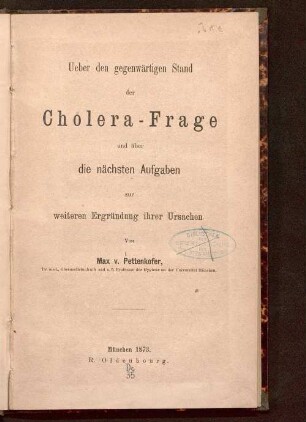 Ueber den gegenwärtigen Stand
der
Cholera-Frage
und über
die nächsten Aufgaben
zur
weiteren Ergründung ihrer Ursachen
Von
Max v. Pettenkofer,
München 1873.
R. Oldenbourg.